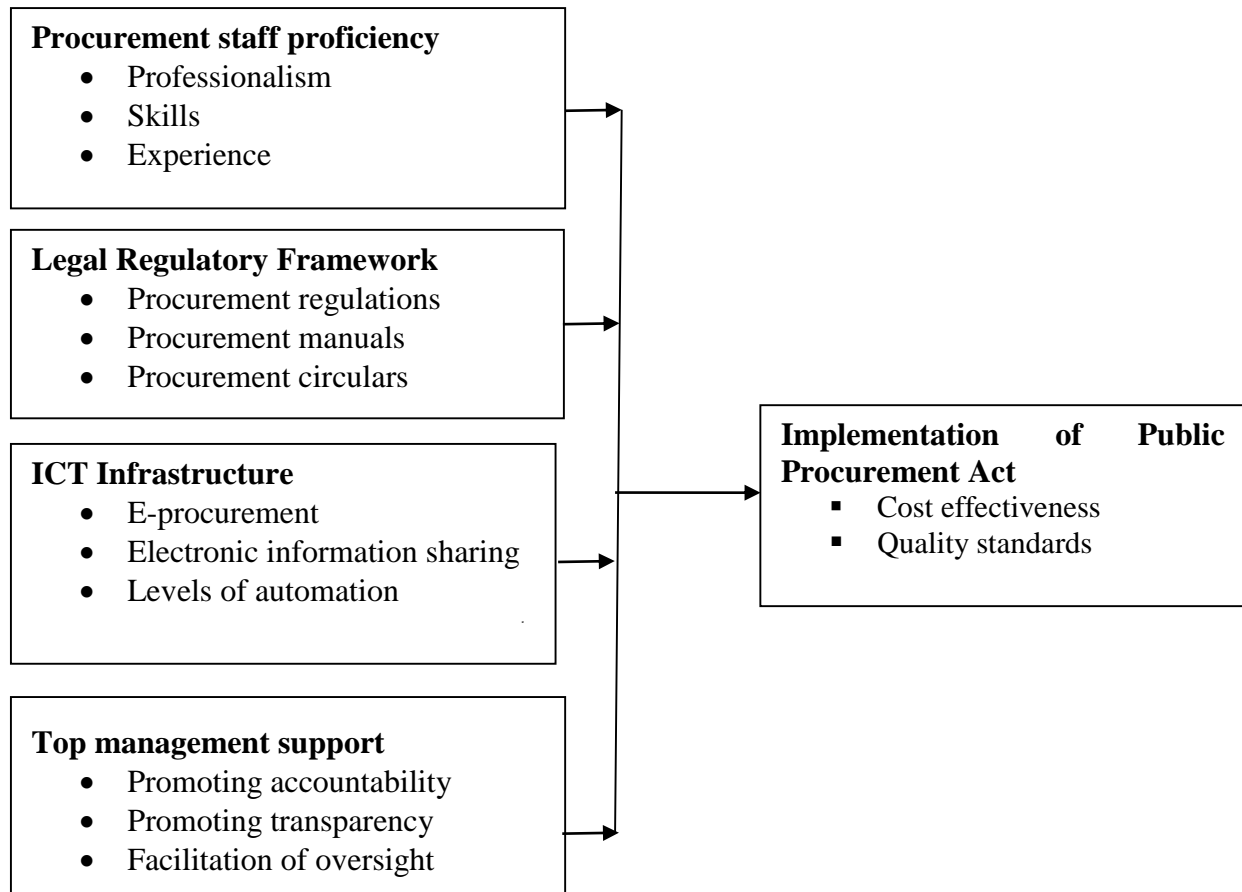 Procurement staff proficiency
• Professionalism
• Skills
• Experience
Legal Regulatory Framework
• Procurement regulations
• Procurement manuals
• Procurement circulars
ICT Infrastructure
• E-procurement
• Electronic information sharing
• Levels of automation
Top management support
• Promoting accountability
• Promoting transparency
• Facilitation of oversight
Implementation of Public
Procurement Act
▪ Cost effectiveness
▪ Quality standards